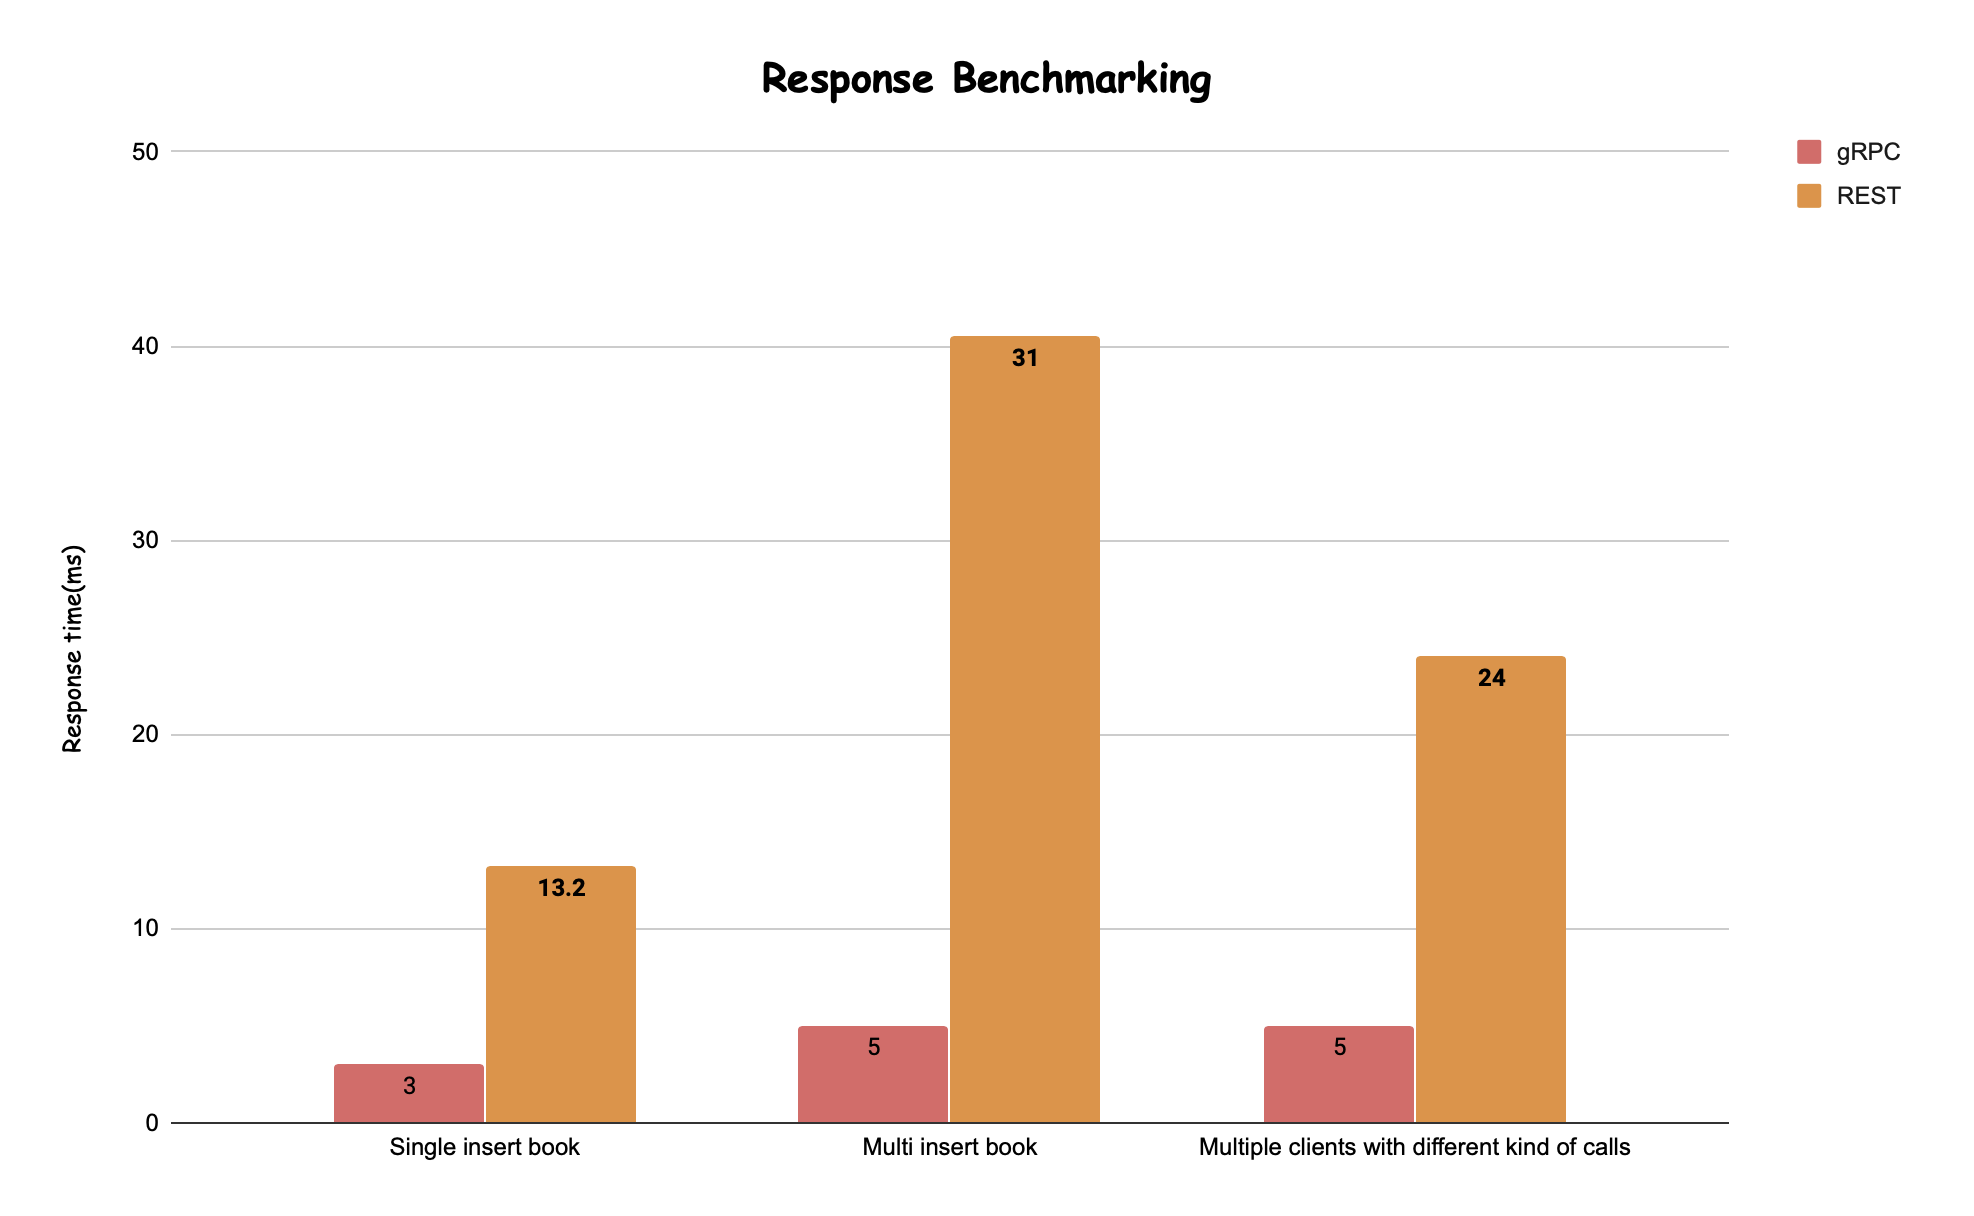 Response Benchmarking
gRPC
REST
Response time(ms)
50
40
30
20
10
0
3
13.2
5
31
5
24
Single insert book
Multi insert book
Multiple clients with different kind of calls